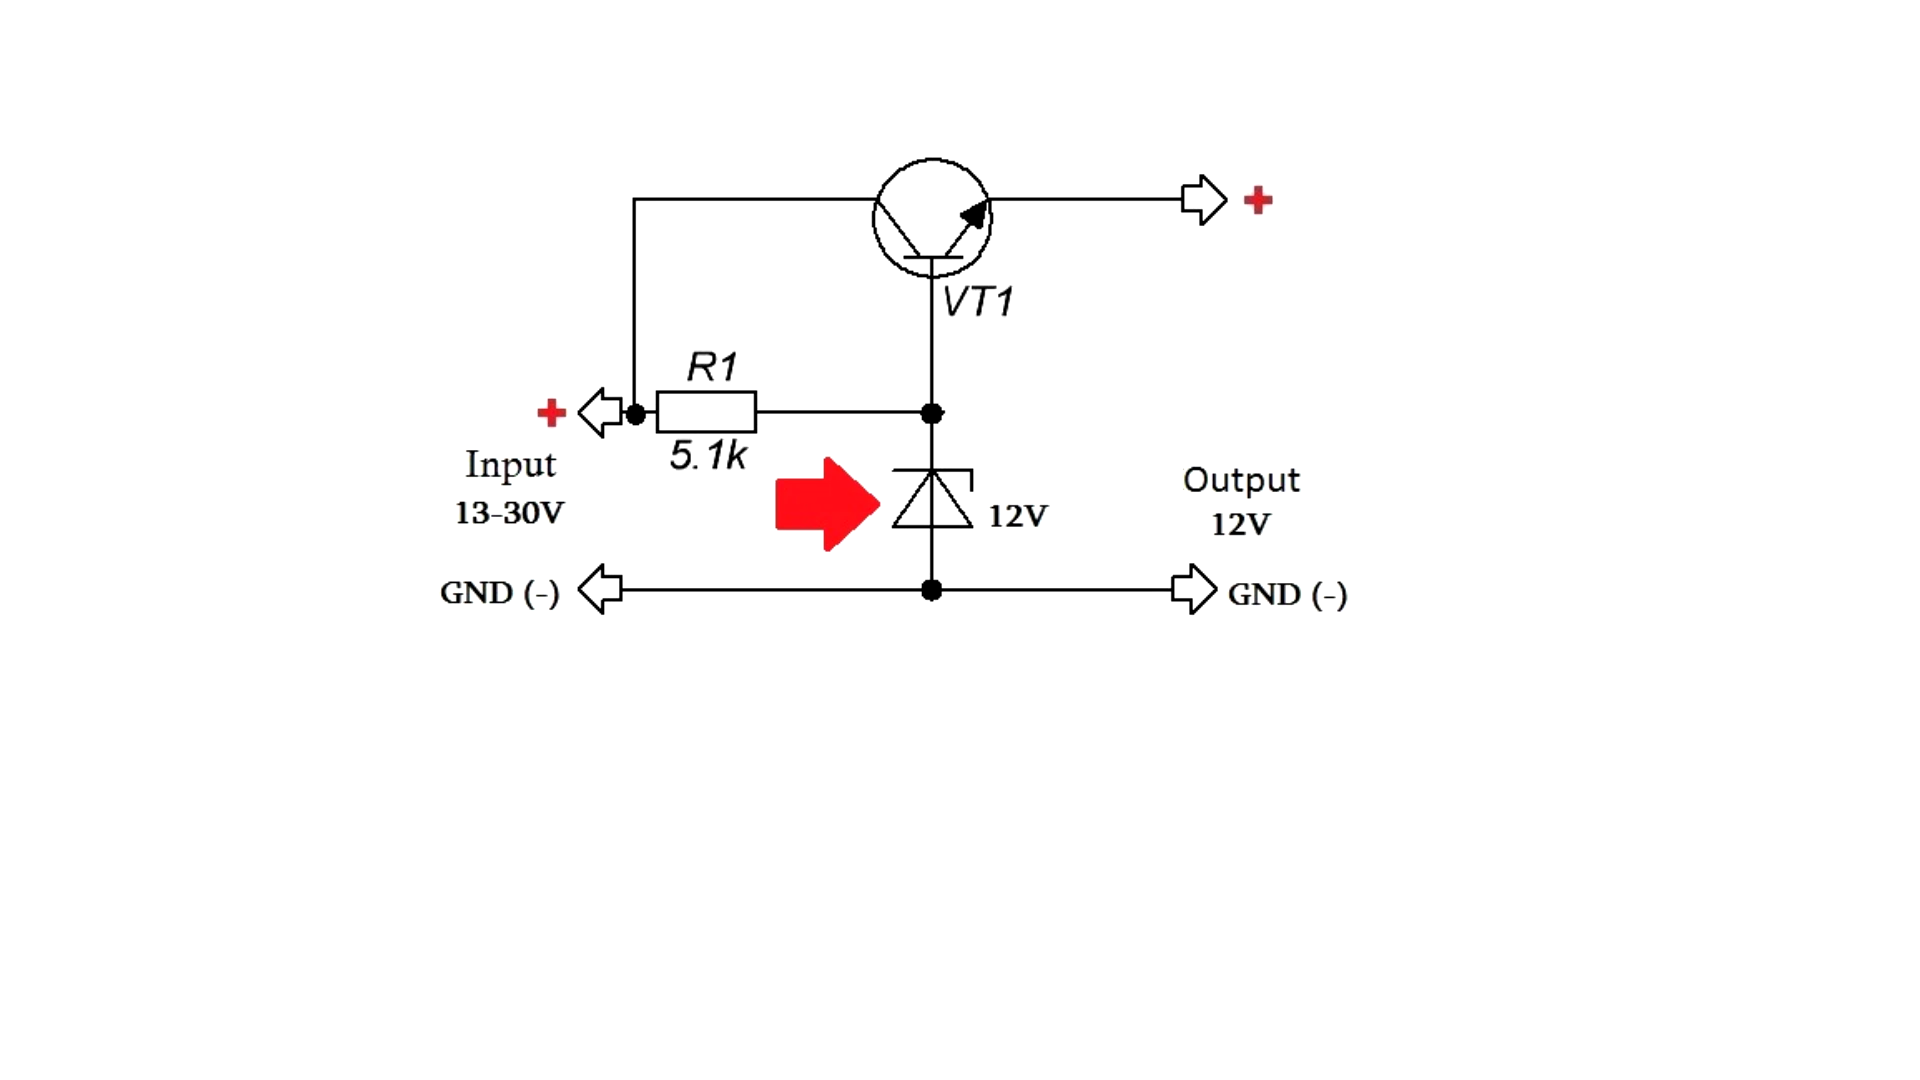 VT1
R1
5.1k
+
+
Input
13-30V
12V
Output
12V
GND (-)
GND (-)